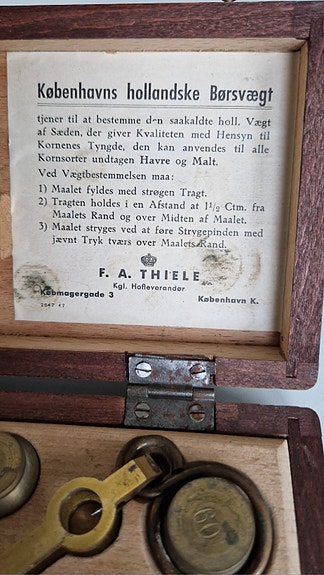 Københavns hollandske Børsvægt
tjener til at bestemme den saakaldte holl. Vægt
af Sæden, der giver Kvaliteten med Hensyn til
Kornenes Tyngde, den kan anvendes til alle
Kornsorter undtagen Havre og Malt.
Ved Vægtbestemmelsen maa:
1) Maalet fyldes med strøgen Tragt.
2) Tragten holdes i en Afstand at 1½ Ctm. fra
Maalets Rand og over Midten af Maalet.
3) Maalet stryges ved at føre Strygepinden med
jævnt Tryk tværs over Maalets Rand.
F. A. THIELE
Kgl. Hofleverandør
Købmagergade 3 København K.
2647 47
60